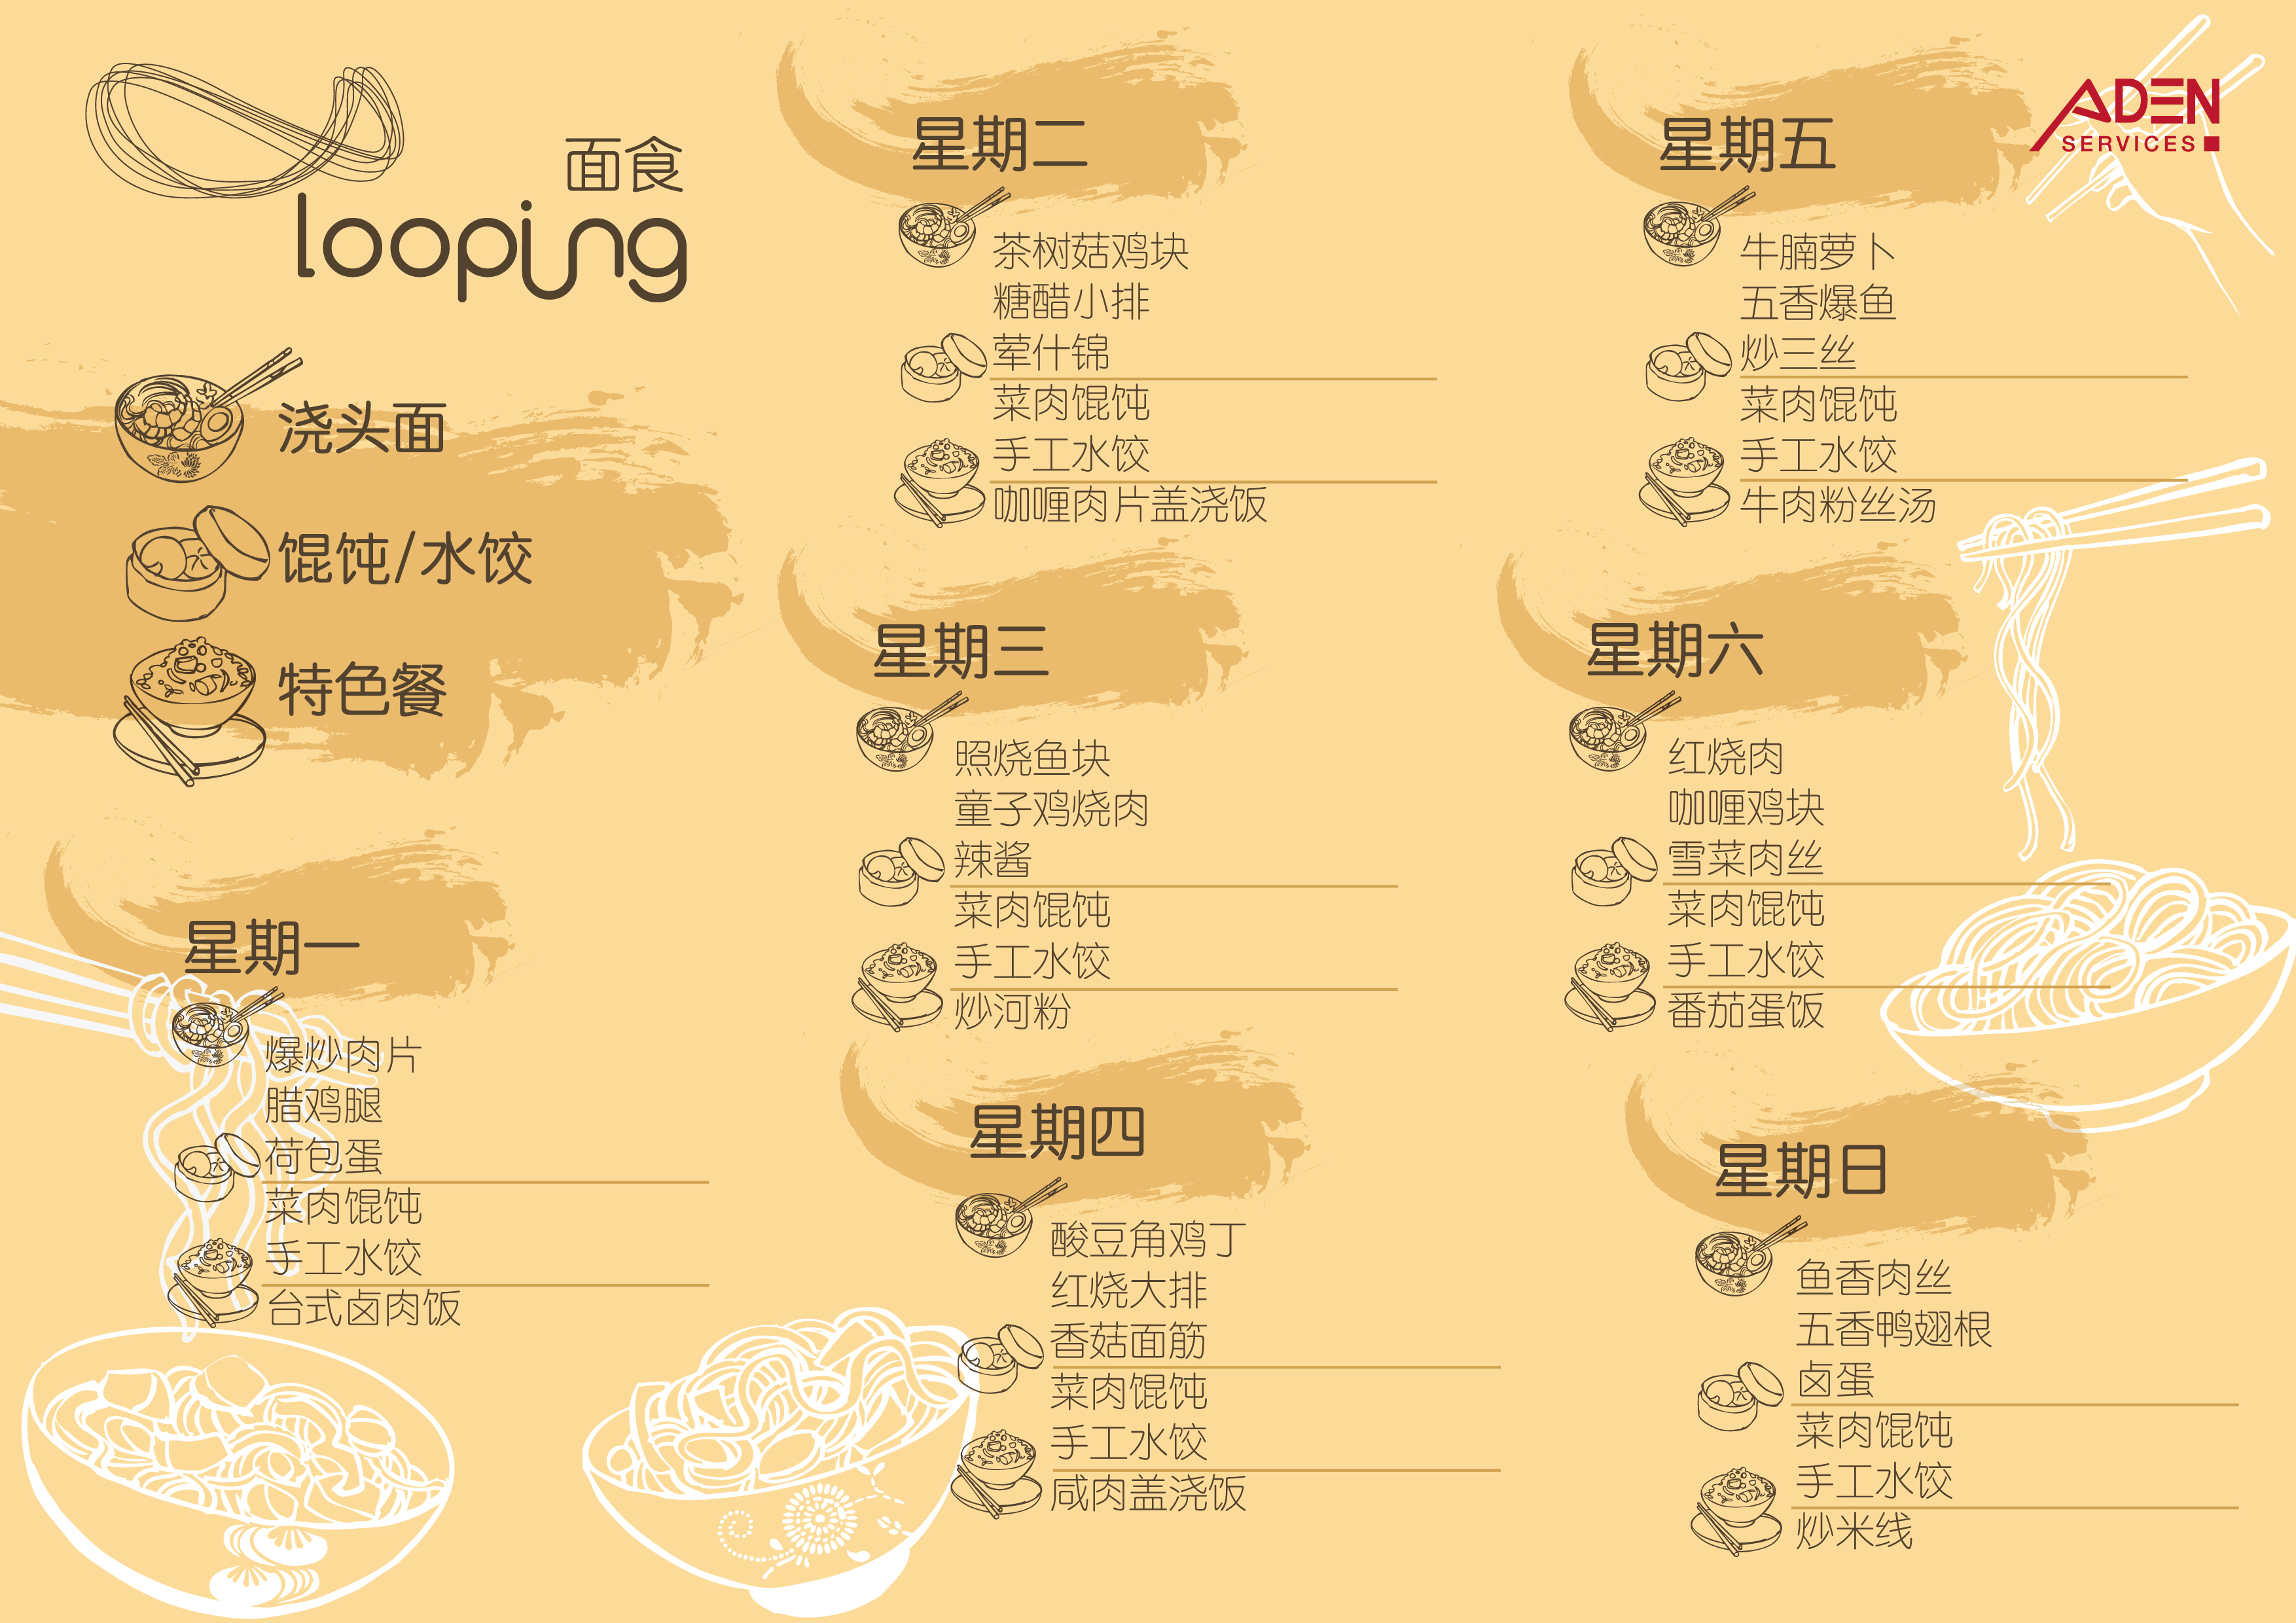 面食
looping
浇头面
馄饨/水饺
特色餐
星期一
爆炒肉片
腊鸡腿
荷包蛋
菜肉馄饨
手工水饺
台式卤肉饭
星期二
茶树菇鸡块
糖醋小排
荤什锦
菜肉馄饨
手工水饺
咖喱肉片盖浇饭
星期三
照烧鱼块
童子鸡烧肉
辣酱
菜肉馄饨
手工水饺
炒河粉
星期四
酸豆角鸡丁
红烧大排
香菇面筋
菜肉馄饨
手工水饺
咸肉盖浇饭
ADEN
SERVICES
星期五
牛腩萝卜
五香爆鱼
炒三丝
菜肉馄饨
手工水饺
牛肉粉丝汤
星期六
红烧肉
咖喱鸡块
雪菜肉丝
菜肉馄饨
手工水饺
番茄蛋饭
星期日
鱼香肉丝
五香鸭翅根
卤蛋
菜肉馄饨
手工水饺
炒米线